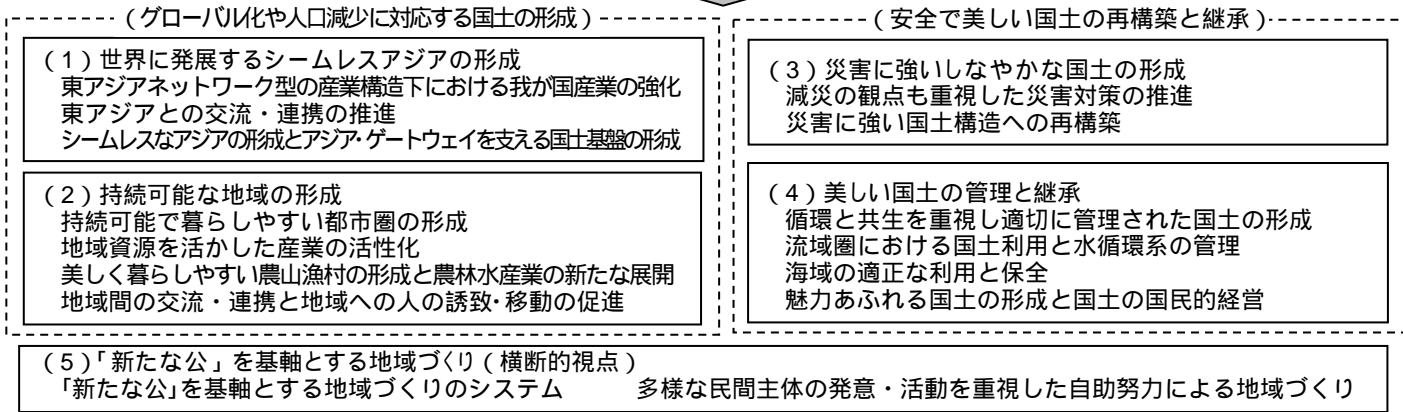 (グローバル化や人口減少に対応する国土の形成)
(1)世界に発展するシームレスアジアの形成
東アジアネットワーク型の産業構造下における我が国産業の強化
東アジアとの交流・連携の推進
シームレスなアジアの形成とアジア・ゲートウェイを支える国土基盤の形成
(2)持続可能な地域の形成
持続可能で暮らしやすい都市圏の形成
地域資源を活かした産業の活性化
美しく暮らしやすい農山漁村の形成と農林水産業の新たな展開
地域間の交流・連携と地域への人の誘致・移動の促進
(安全で美しい国土の再構築と継承)
(3)災害に強いしなやかな国土の形成
減災の観点も重視した災害対策の推進
災害に強い国土構造への再構築
(4)美しい国土の管理と継承
循環と共生を重視し適切に管理された国土の形成
流域圏における国土利用と水循環系の管理
海域の適正な利用と保全
魅力あふれる国土の形成と国土の国民的経営
(5)「新たな公」を基軸とする地域づくり(横断的視点)
「新たな公」を基軸とする地域づくりのシステム 多様な民間主体の発意・活動を重視した自助努力による地域づくり